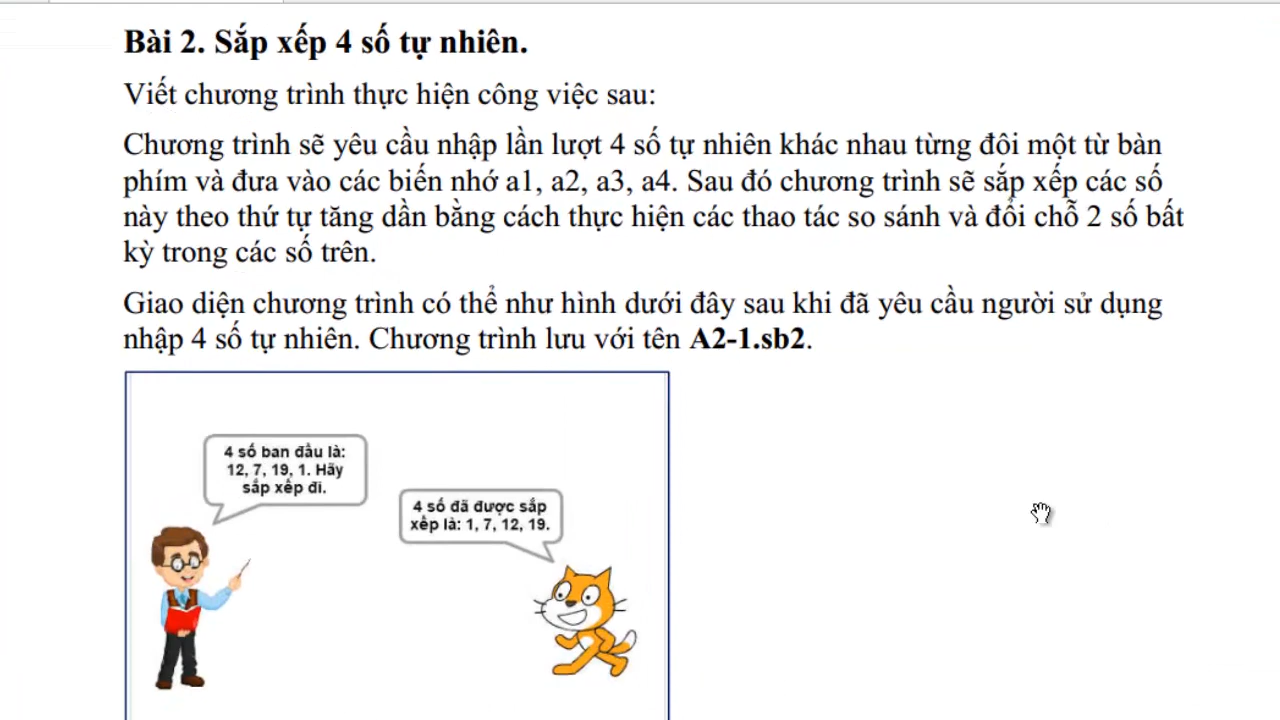 Bài 2. Sắp xếp 4 số tự nhiên.
Viết chương trình thực hiện công việc sau:
Chương trình sẽ yêu cầu nhập lần lượt 4 số tự nhiên khác nhau từng đôi một từ bàn
phím và đưa vào các biến nhớ a1, a2, a3, a4. Sau đó chương trình sẽ sắp xếp các số
này theo thứ tự tăng dần bằng cách thực hiện các thao tác so sánh và đổi chỗ 2 số bất
kỳ trong các số trên.
Giao diện chương trình có thể như hình dưới đây sau khi đã yêu cầu người sử dụng
nhập 4 số tự nhiên. Chương trình lưu với tên A2-1.sb2.
4 số ban đầu là:
12, 7, 19, 1. Hãy
sắp xếp đi.
4 số đã được sắp
xếp là: 1, 7, 12, 19.